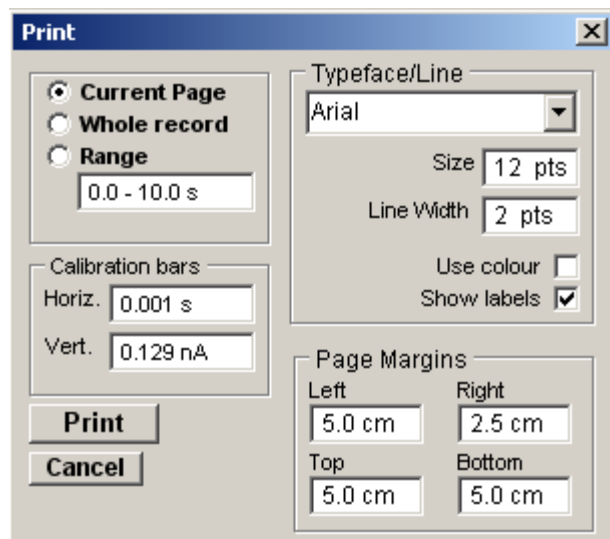 Print
Current Page
Whole record
Range
0.0 - 10.0 s
Calibration bars
Horiz. 0.001 s
Vert. 0.129 nA
Print
Cancel
Typeface/Line
Arial
Size 12 pts
Line Width 2 pts
Use colour
Show labels
Page Margins
Left Right
5.0 cm 2.5 cm
Top Bottom
5.0 cm 5.0 cm